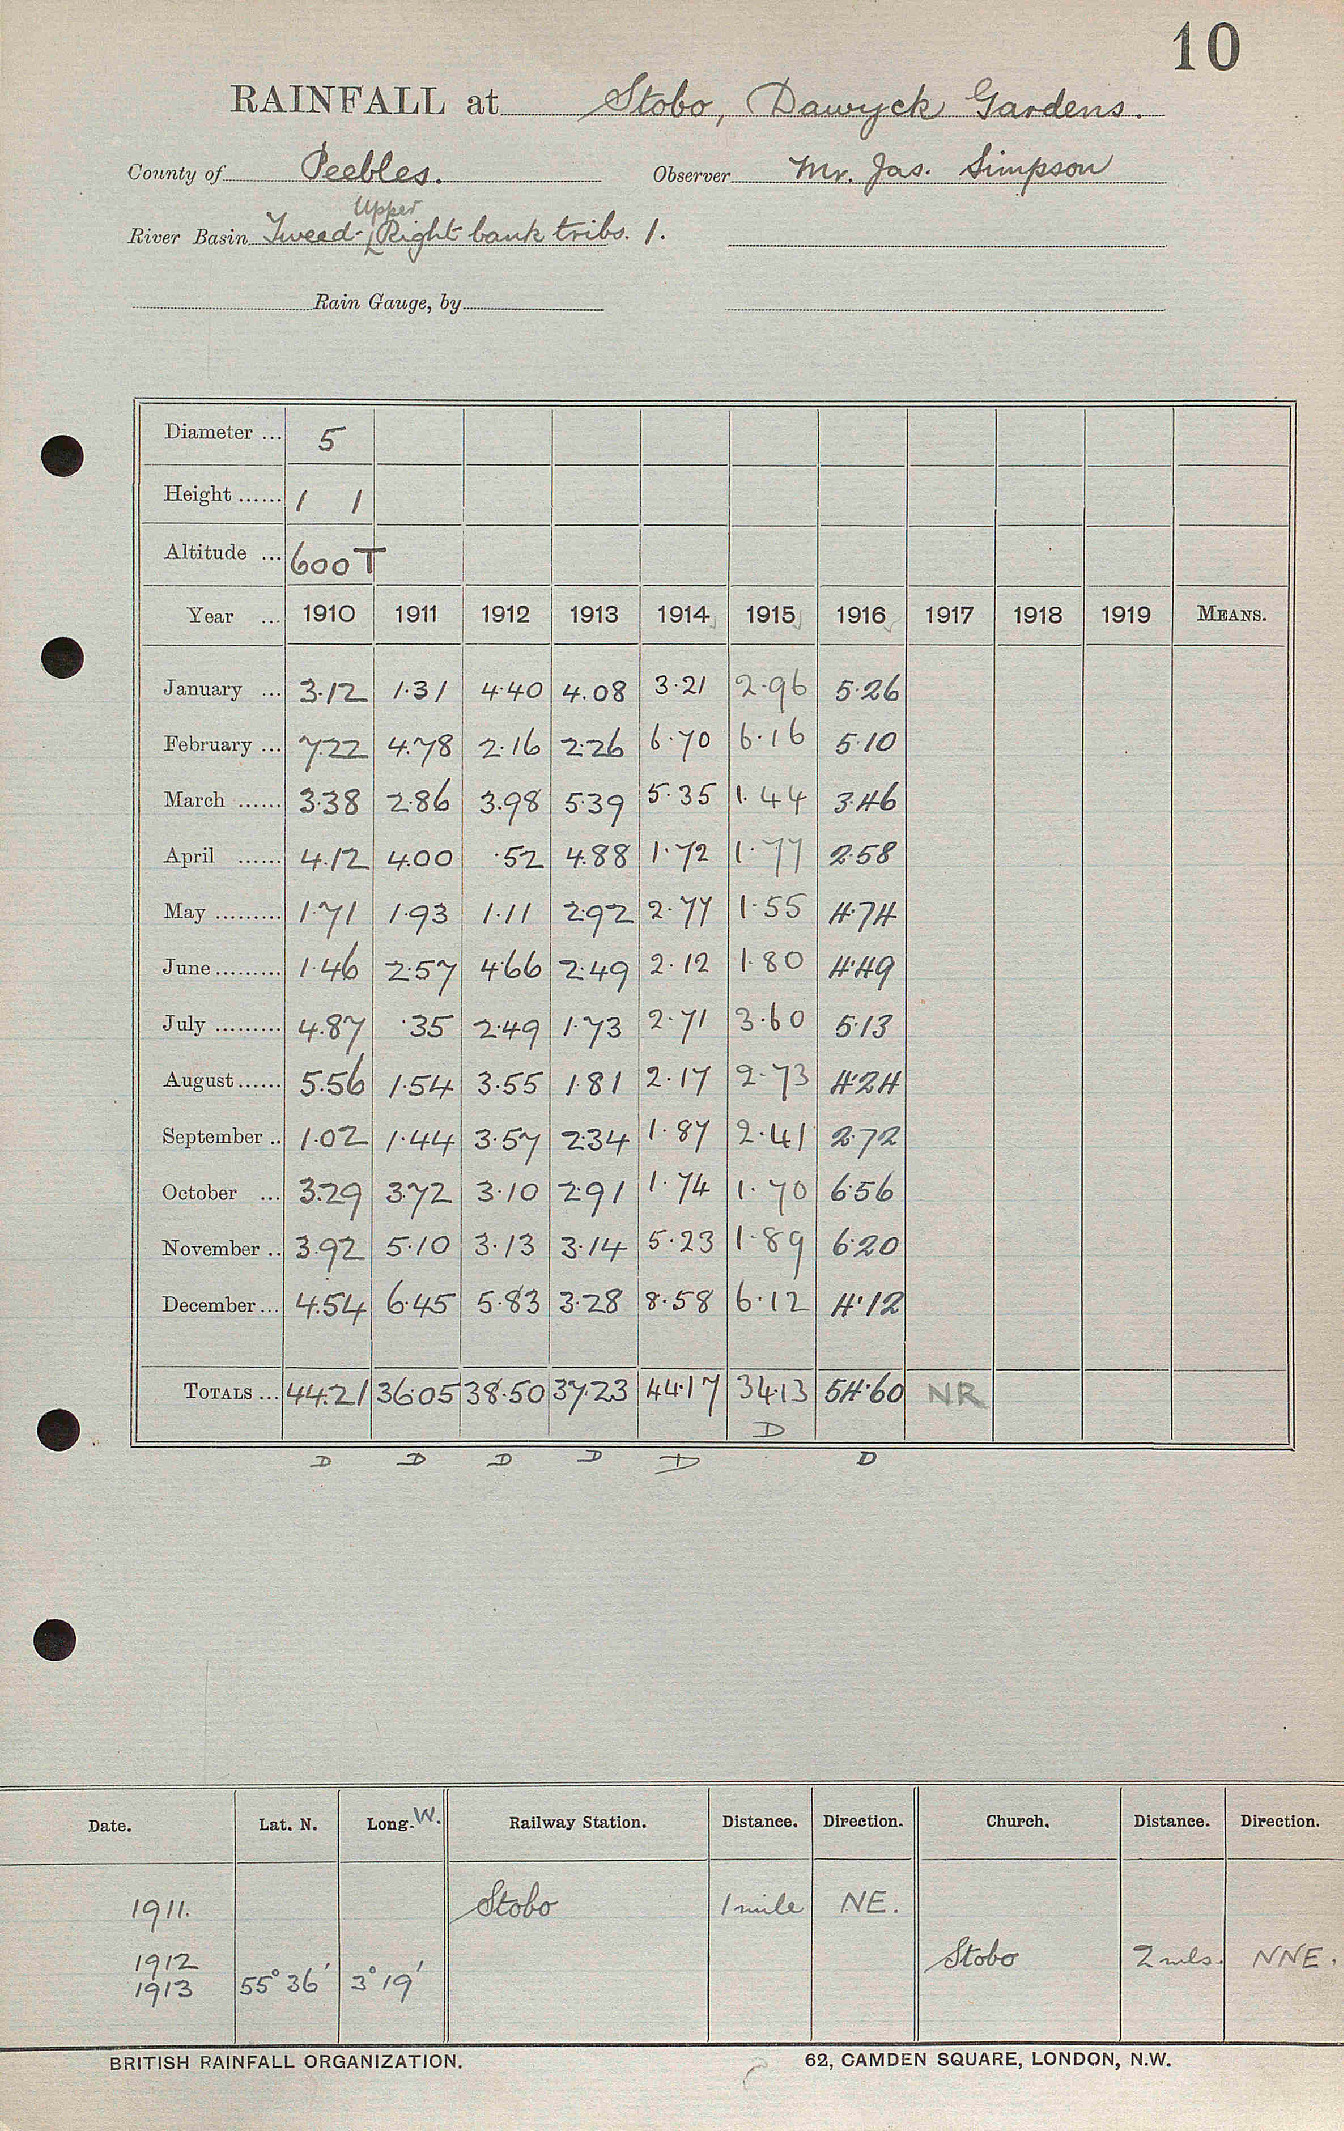 10
RAINFALL at Stobo, Dawyck Gardens.
County of Peebles. Observer Mr. Jas. Simpson
Upper
River Basin Tweed - Right bank tribs. 1.
Rain Gauge, by
Diameter ... 5
Height ...... 1 1
Altitude ... 600 T
Year ... 1910 1911 1912 1913 1914 1915 1916 1917 1918 1919 MEANS.
January ... 3.12 1.31 4.40 4.08 3.21 2.96 5.26
February ... 7.22 4.78 2.16 2.26 6.70 6.16 5.10
March ...... 3.38 2.86 3.98 5.39 5.35 1.44 3.46
April ...... 4.12 4.00 .52 4.88 1.72 1.77 2.58
May ......... 1.71 1.93 1.11 2.92 2.77 1.55 4.74
June ......... 1.46 2.57 4.66 2.49 2.12 1.80 4.49
July ......... 4.87 .35 2.49 1.73 2.71 3.60 5.13
August ...... 5.56 1.54 3.55 1.81 2.17 2.73 4.24
September .. 1.02 1.44 3.57 2.34 1.87 2.41 2.72
October ... 3.29 3.72 3.10 2.91 1.74 1.70 6.56
November .. 3.92 5.10 3.13 3.14 5.23 1.89 6.20
December ... 4.54 6.45 5.83 3.28 8.58 6.12 4.12
TOTALS ... 44.21 36.05 38.50 37.23 44.17 34.13 54.60 NR
D
D D D D D D
Date. Lat. N. Long. W. Railway Station. Distance. Direction. Church. Distance. Direction.
1911. Stobo 1 mile NE.
1912 Stobo 2 mls. NNE.
1913 55° 36' 3° 19'
BRITISH RAINFALL ORGANIZATION. 62, CAMDEN SQUARE, LONDON, N.W.